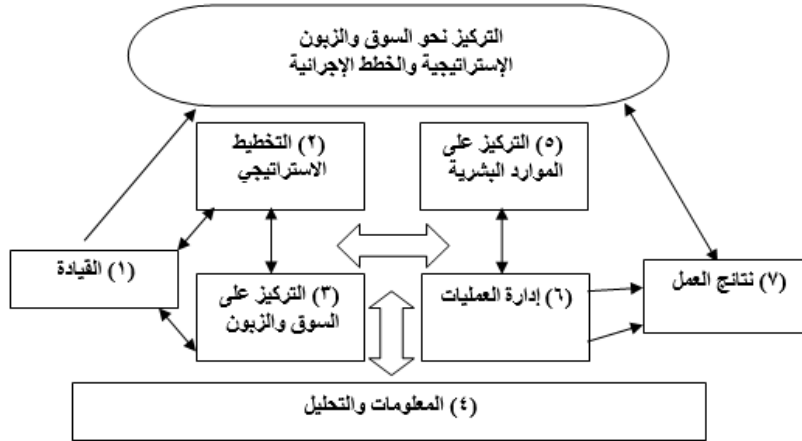 التركيز نحو السوق والزبون
الإستراتيجية والخطط الإجرائية
(٢) التخطيط
الاستراتيجي
(٥) التركيز على
الموارد البشرية
(١) القيادة
(٣) التركيز على
السوق والزبون
(٦) إدارة العمليات
(٧) نتائج العمل
(٤) المعلومات والتحليل